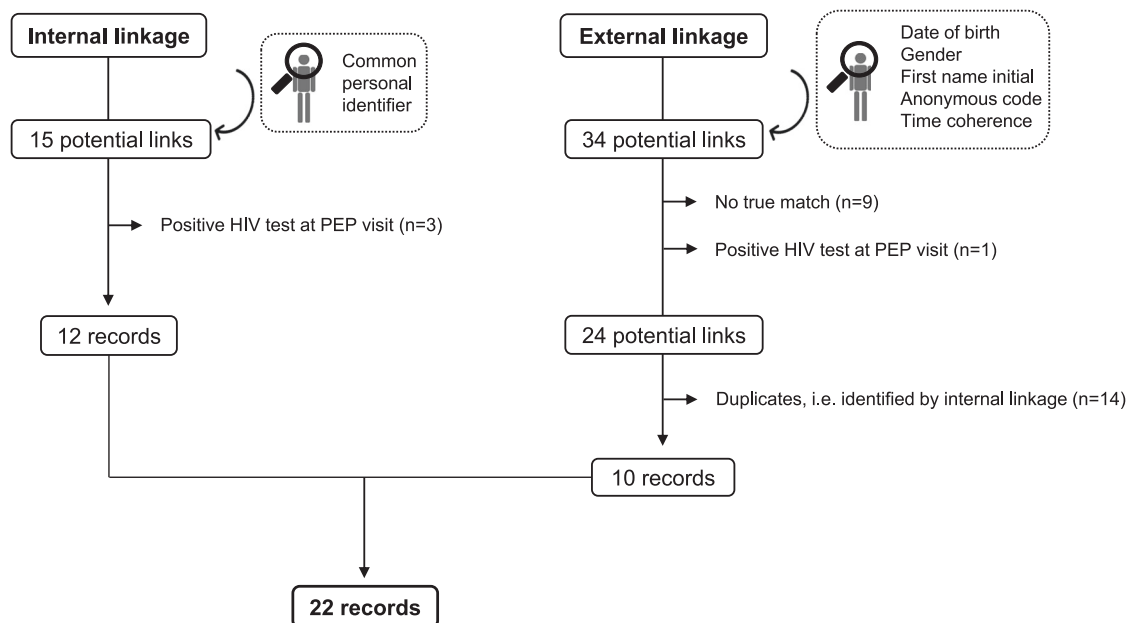 Internal linkage
Common
personal
identifier
15 potential links
Positive HIV test at PEP visit (n=3)
12 records
External linkage
Date of birth
Gender
First name initial
Anonymous code
Time coherence
34 potential links
No true match (n=9)
Positive HIV test at PEP visit (n=1)
24 potential links
Duplicates, i.e. identified by internal linkage (n=14)
10 records
22 records